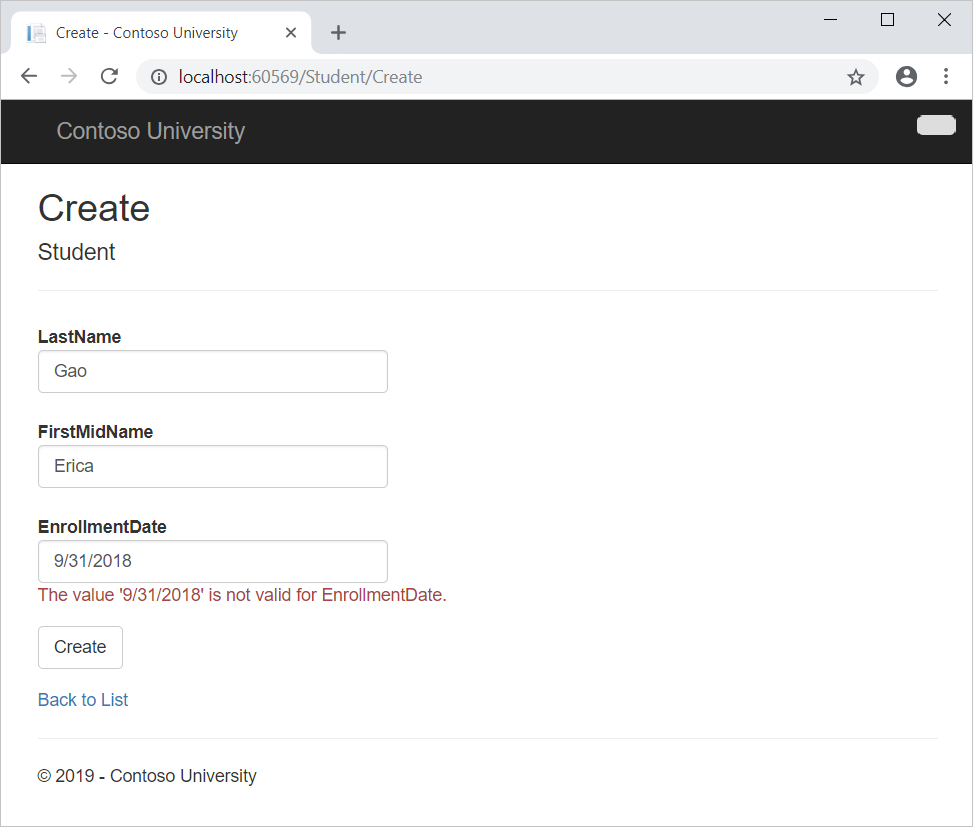 Create - Contoso University
localhost:60569/Student/Create
Contoso University
Create
Student
LastName
Gao
FirstMidName
Erica
EnrollmentDate
9/31/2018
The value '9/31/2018' is not valid for EnrollmentDate.
Create
Back to List
© 2019 - Contoso University